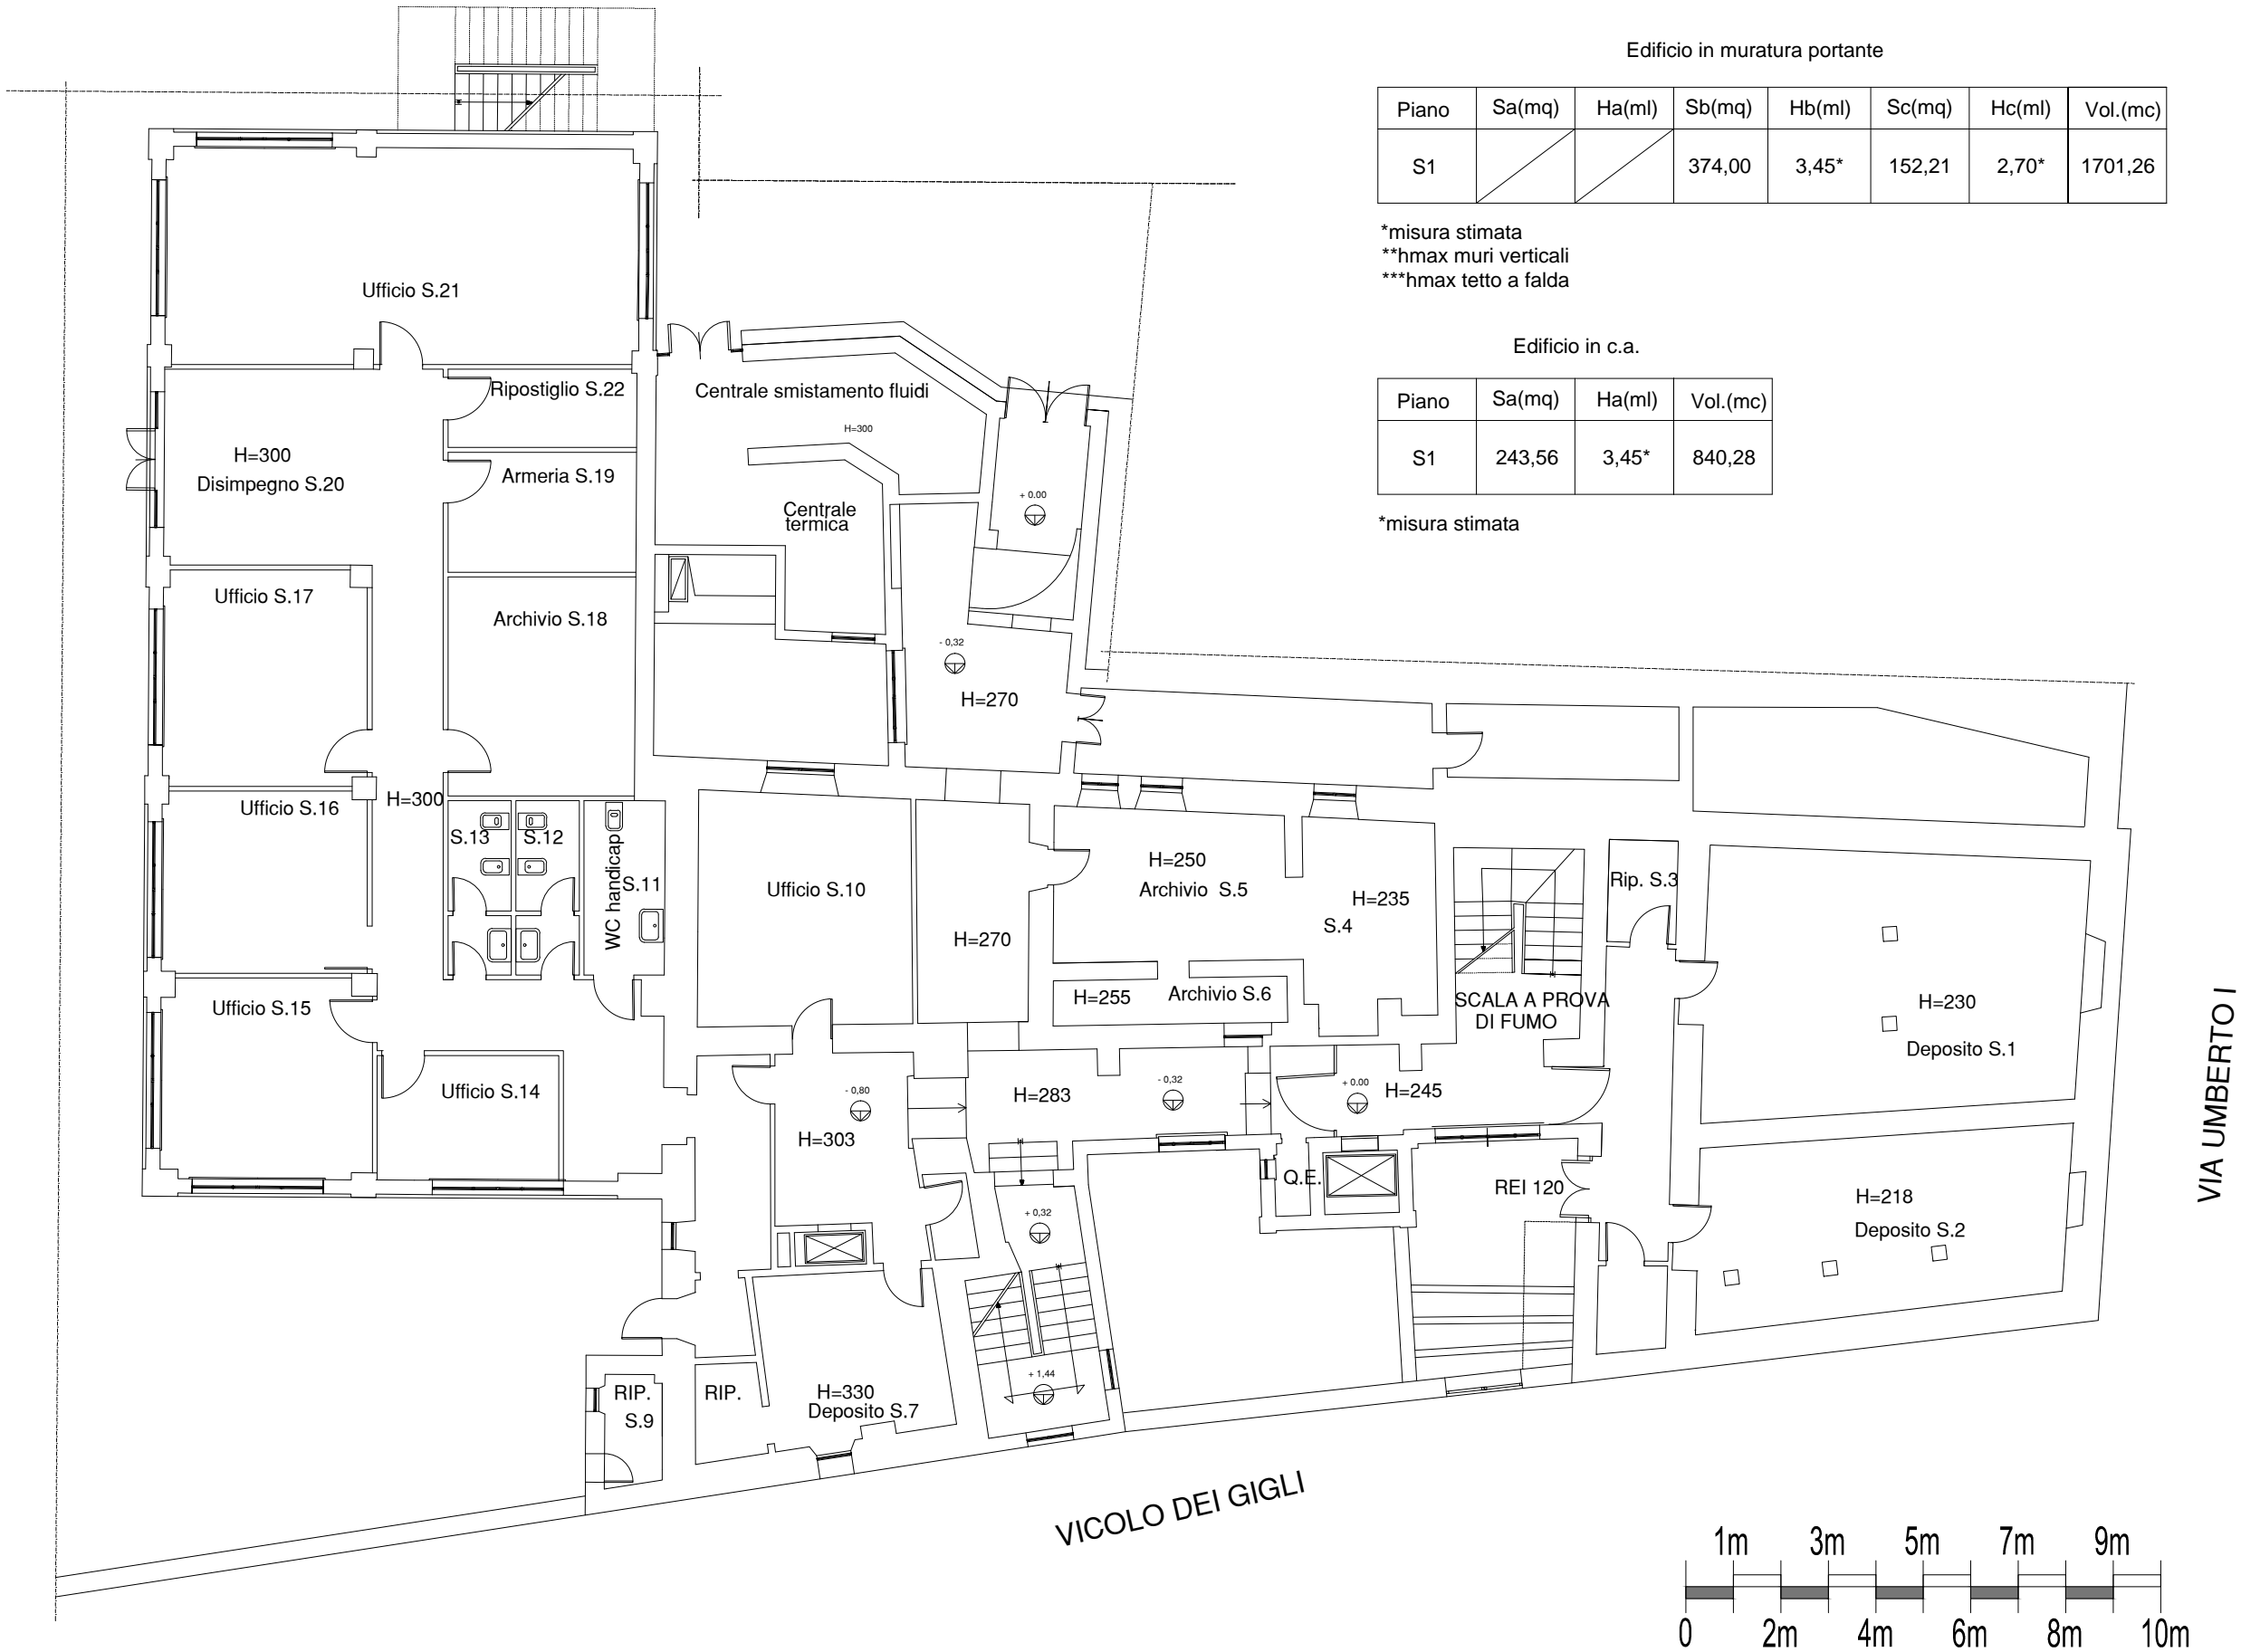 Edificio in muratura portante
Piano Sa(mq) Ha(ml) Sb(mq) Hb(ml) Sc(mq) Hc(ml) Vol.(mc)
S1 374,00 3,45* 152,21 2,70* 1701,26
*misura stimata
**hmax muri verticali
***hmax tetto a falda
Edificio in c.a.
Piano Sa(mq) Ha(ml) Vol.(mc)
S1 243,56 3,45* 840,28
*misura stimata
Ufficio S.21
Ripostiglio S.22
Centrale smistamento fluidi
H=300
H=300
Disimpegno S.20
Armeria S.19
Centrale
termica
+ 0.00
Ufficio S.17
Archivio S.18
- 0,32
H=270
Ufficio S.16
H=300
S.13
S.12
WC handicap
S.11
Ufficio S.10
H=270
H=250
Archivio S.5
H=235
S.4
Rip. S.3
H=255
Archivio S.6
SCALA A PROVA
DI FUMO
H=230
Deposito S.1
Ufficio S.15
Ufficio S.14
- 0,80
H=303
H=283
- 0,32
+ 0.00
H=245
Q.E.
REI 120
H=218
Deposito S.2
+ 0,32
+ 1,44
RIP.
S.9
RIP.
H=330
Deposito S.7
VIA UMBERTO I
VICOLO DEI GIGLI
1m 3m 5m 7m 9m
0 2m 4m 6m 8m 10m